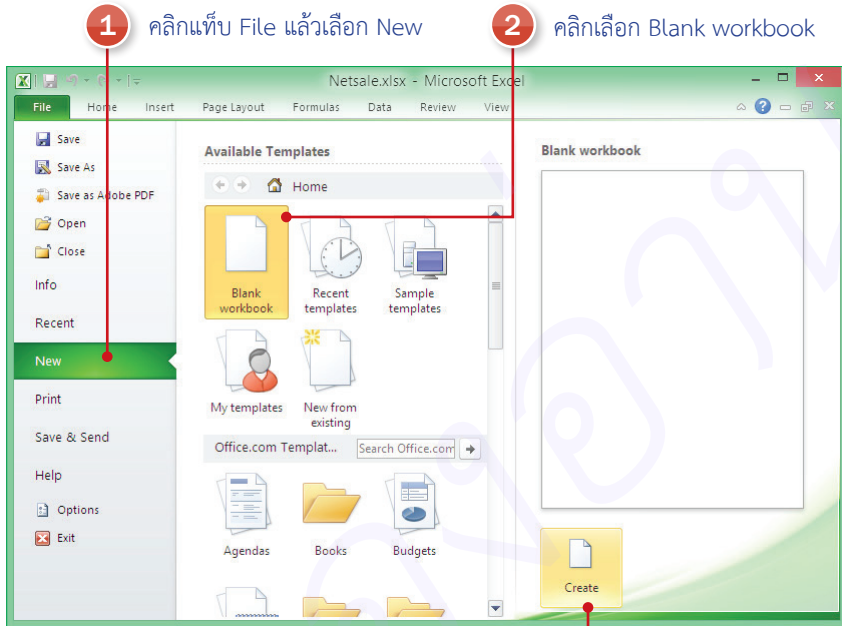 1 คลิกแท็บ File แล้วเลือก New
2 คลิกเลือก Blank workbook
Netsale.xlsx - Microsoft Excel
File Home Insert Page Layout Formulas Data Review View
Save
Save As
Save as Adobe PDF
Open
Close
Info
Recent
New
Print
Save & Send
Help
Options
Exit
Available Templates
Home
Blank workbook
Recent templates
Sample templates
My templates
New from existing
Office.com Templat... Search Office.com
Agendas
Books
Budgets
Blank workbook
Create